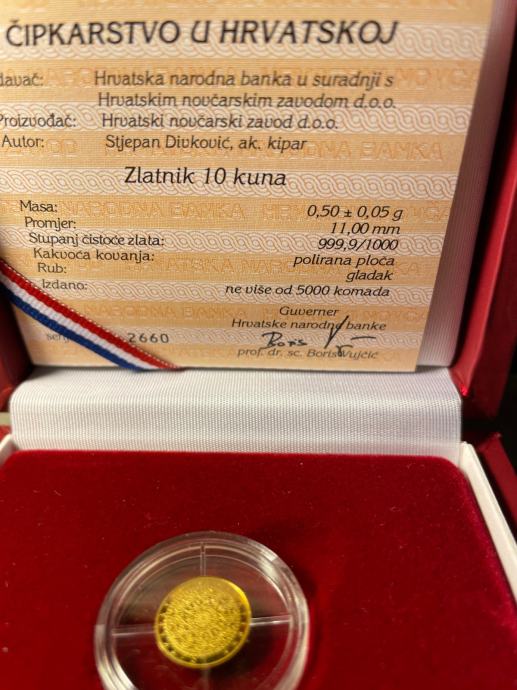 ČIPKARSTVO U HRVATSKOJ
Hrvatska narodna banka u suradnji s
Hrvatskim novčarskim zavodom d.o.o.
Proizvođač: Hrvatski novčarski zavod d.o.o.
Autor: Stjepan Divković, ak. kipar
Zlatnik 10 kuna
Masa: 0,50 ± 0,05 g
Promjer: 11,00 mm
Stupanj čistoće zlata: 999,9/1000
Kakvoća kovanja: polirana ploča
Rub: gladak
Izdano: ne više od 5000 komada
Guverner
Hrvatske narodne banke
2660
prof. dr. sc. Boris Vujčić